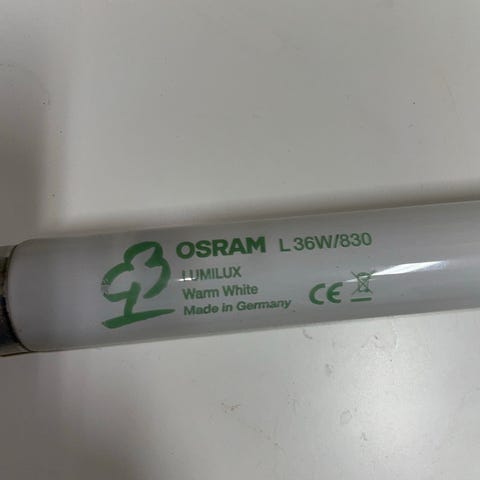 OSRAM L 36W/830
LUMILUX
Warm White
Made in Germany CE